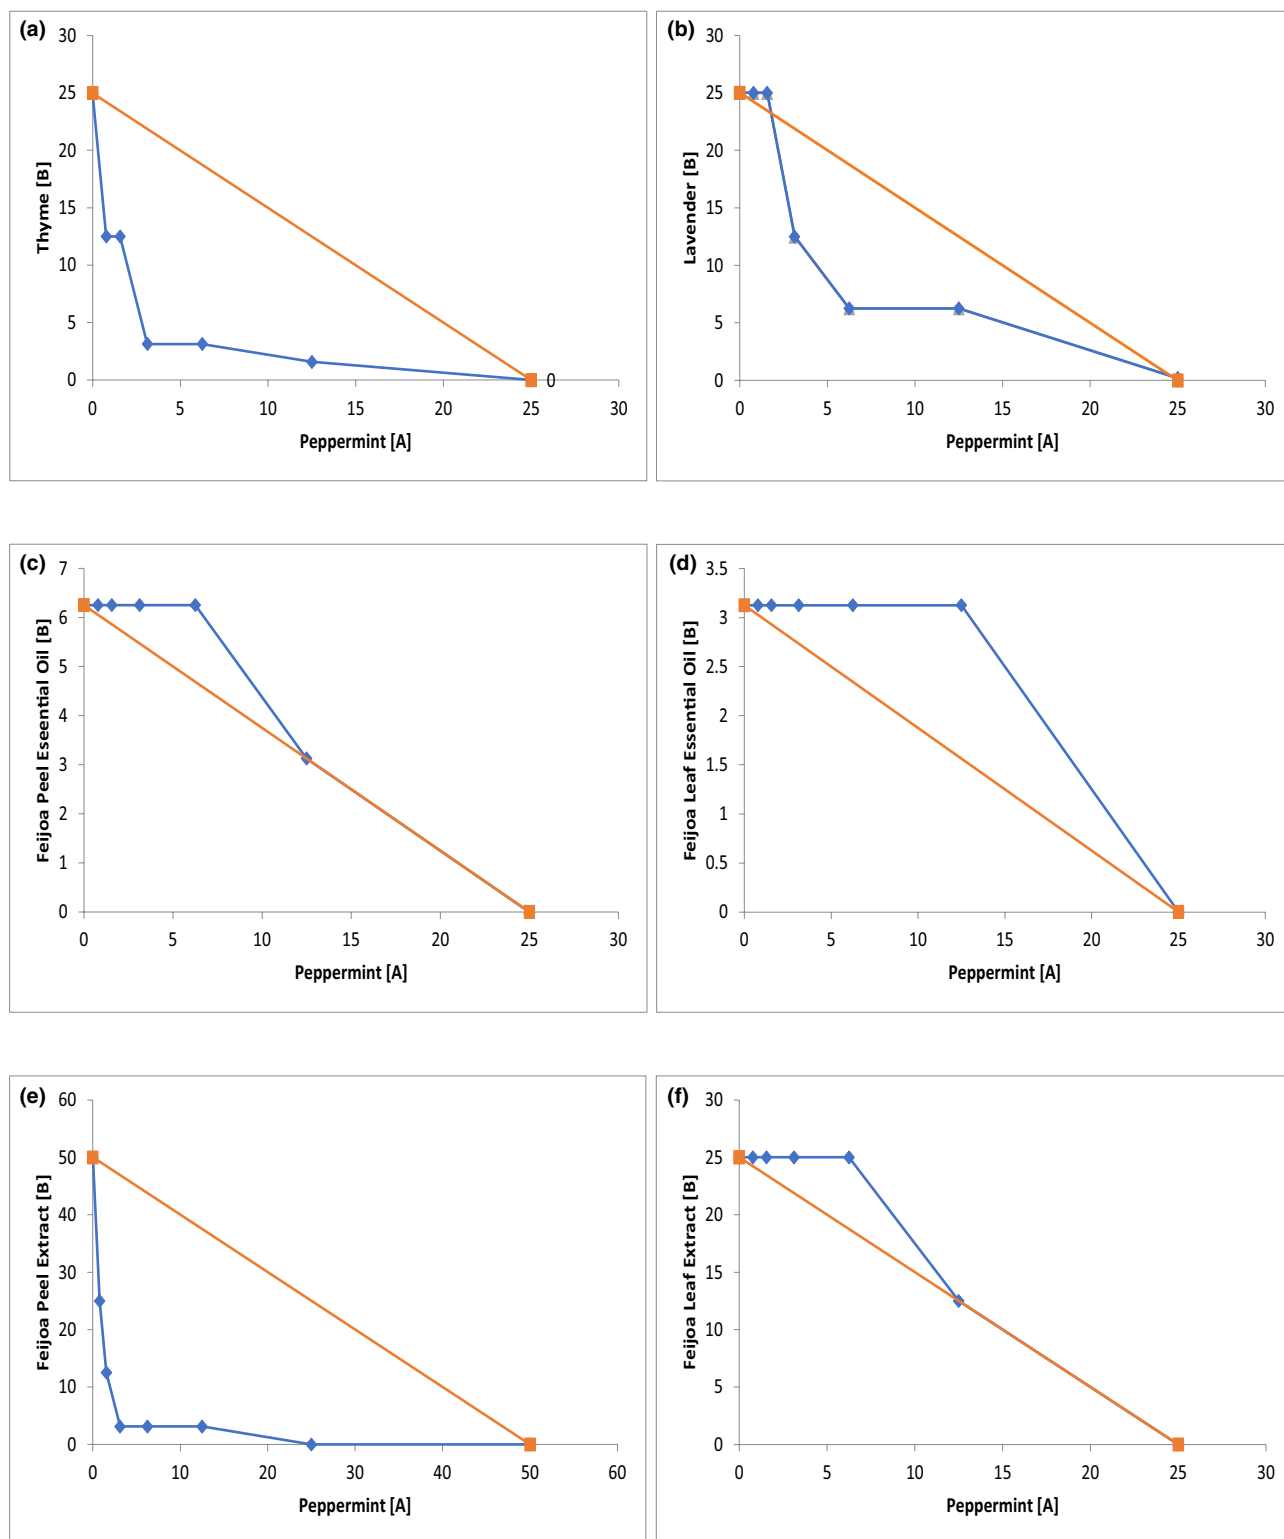 (a)
30
25
20
15
10
5
0
Thyme [B]
0
0 5 10 15 20 25 30
Peppermint [A]
(b)
30
25
20
15
10
5
0
Lavender [B]
0 5 10 15 20 25 30
Peppermint [A]
(c)
7
6
5
4
3
2
1
0
Feijoa Peel Eseential Oil [B]
0 5 10 15 20 25 30
Peppermint [A]
(d)
3.5
3
2.5
2
1.5
1
0.5
0
Feijoa Leaf Essential Oil [B]
0 5 10 15 20 25 30
Peppermint [A]
(e)
60
50
40
30
20
10
0
Feijoa Peel Extract [B]
0 10 20 30 40 50 60
Peppermint [A]
(f)
30
25
20
15
10
5
0
Feijoa Leaf Extract [B]
0 5 10 15 20 25 30
Peppermint [A]